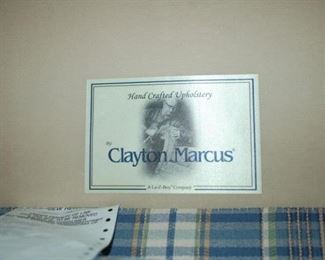 Hand Crafted Upholstery
By
Clayton Marcus®
A La-Z-Boy Company